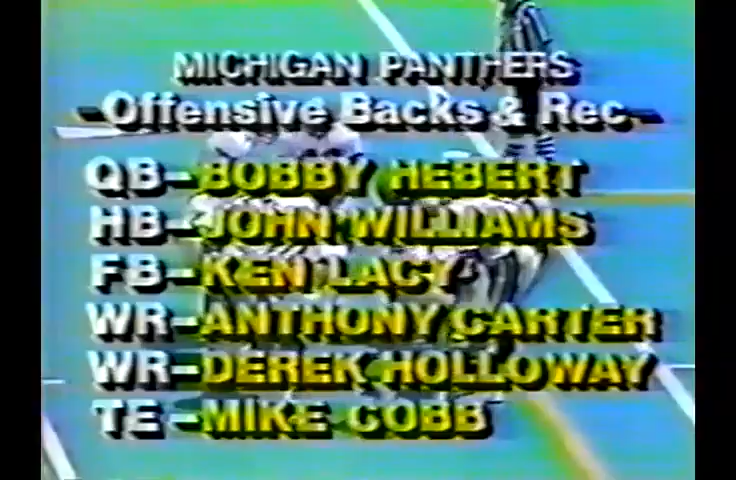 MICHIGAN PANTHERS
Offensive Backs & Rec.
QB-BOBBY HEBERT
HB-JOHN WILLIAMS
FB-KEN LACY
WR-ANTHONY CARTER
WR-DEREK HOLLOWAY
TE-MIKE COBB